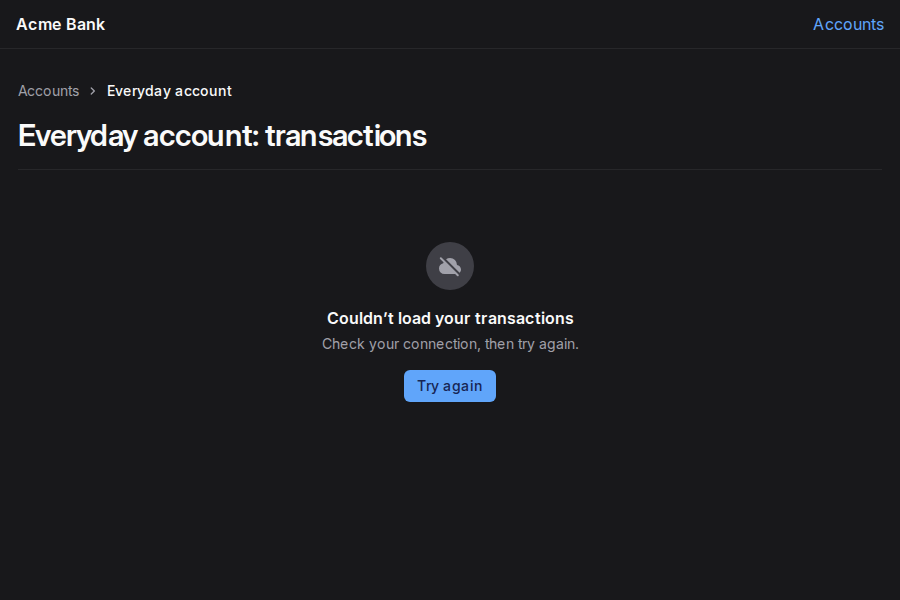 Acme Bank
Accounts
Accounts > Everyday account
Everyday account: transactions
Couldn’t load your transactions
Check your connection, then try again.
Try again